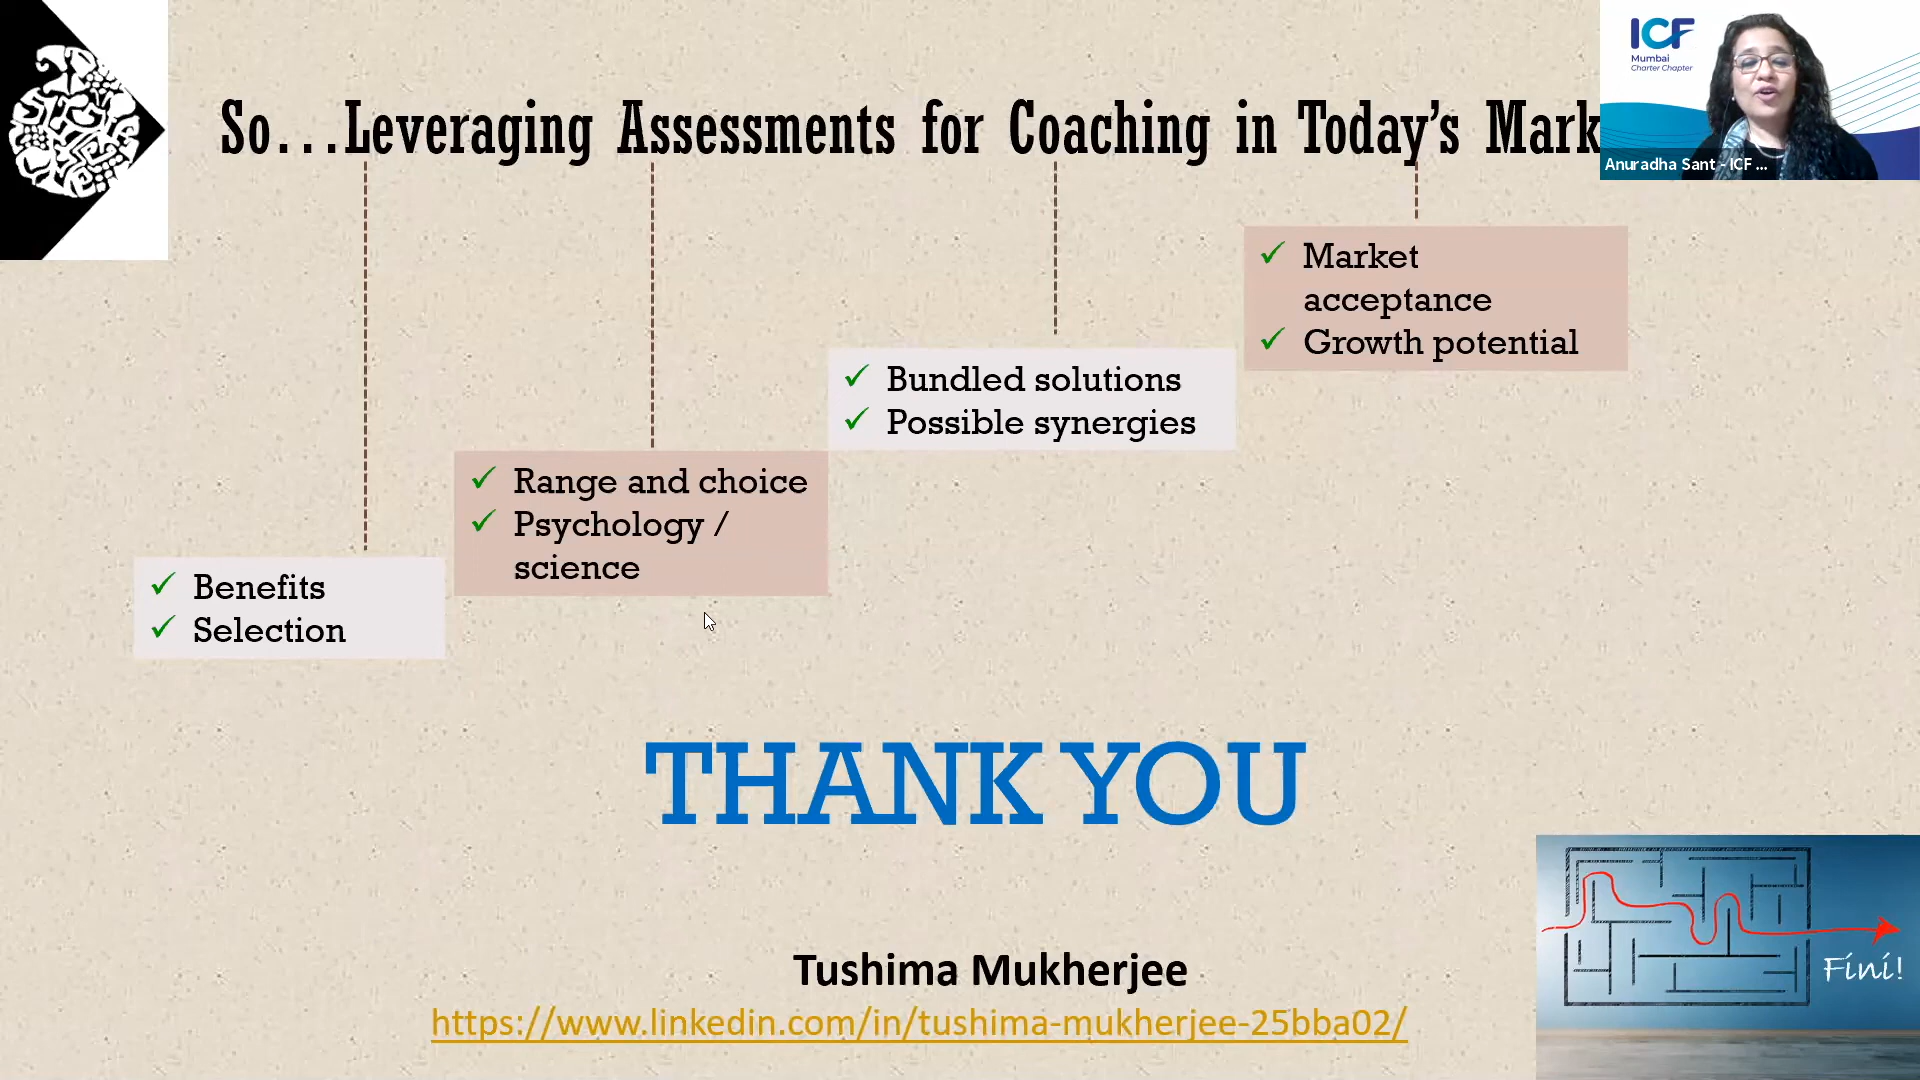 So...Leveraging Assessments for Coaching in Today's Mark
ICF
Mumbai
Charter Chapter
Anuradha Sant - ICF ...
✓ Market
acceptance
✓ Growth potential
✓ Bundled solutions
✓ Possible synergies
✓ Range and choice
✓ Psychology /
science
✓ Benefits
✓ Selection
THANK YOU
Fini!
Tushima Mukherjee
https://www.linkedin.com/in/tushima-mukherjee-25bba02/